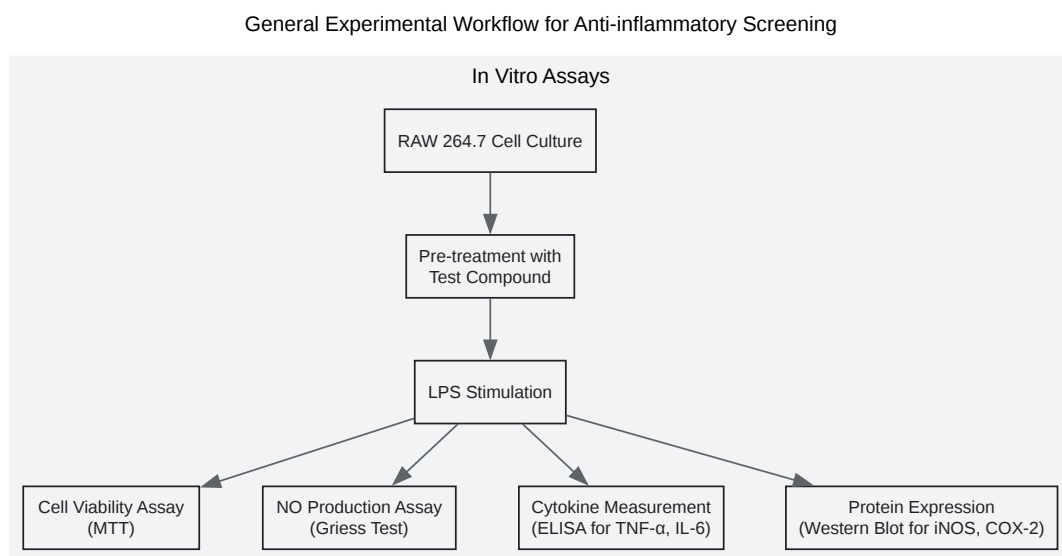 General Experimental Workflow for Anti-inflammatory Screening
In Vitro Assays
RAW 264.7 Cell Culture
Pre-treatment with
Test Compound
LPS Stimulation
Cell Viability Assay
(MTT)
NO Production Assay
(Griess Test)
Cytokine Measurement
(ELISA for TNF-α, IL-6)
Protein Expression
(Western Blot for iNOS, COX-2)